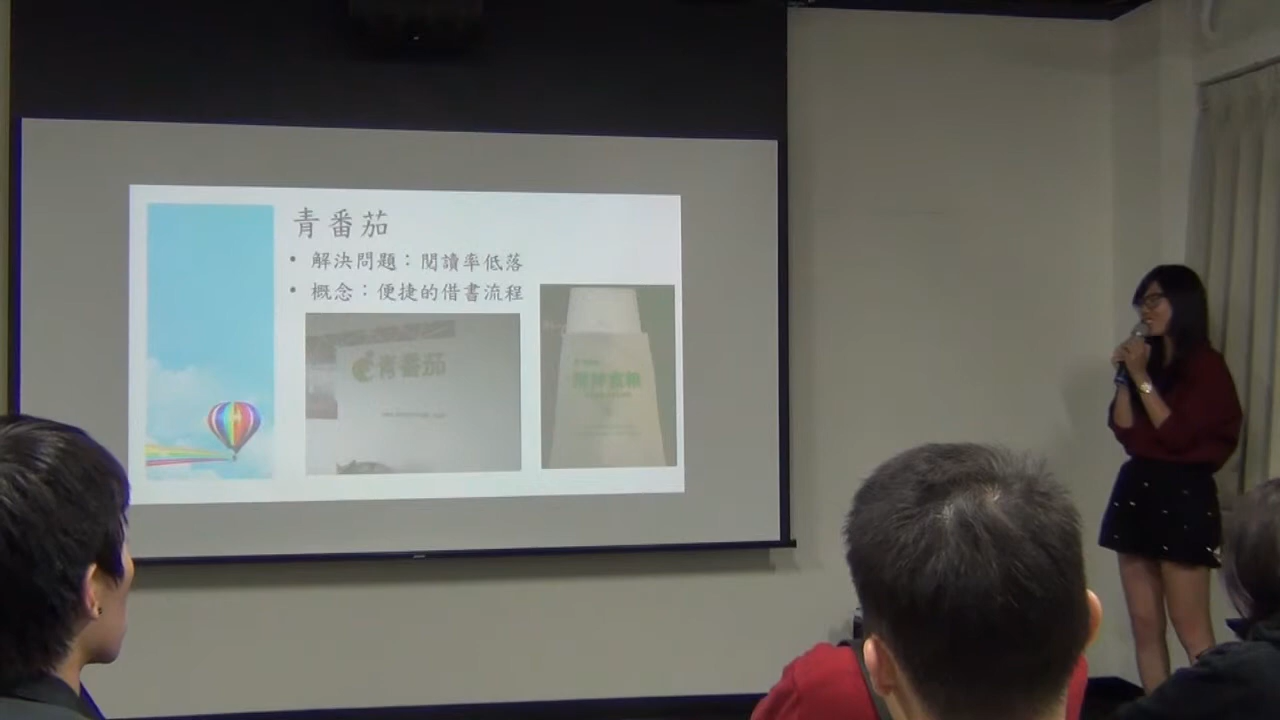 青番茄
• 解決問題：閱讀率低落
• 概念：便捷的借書流程
青番茄